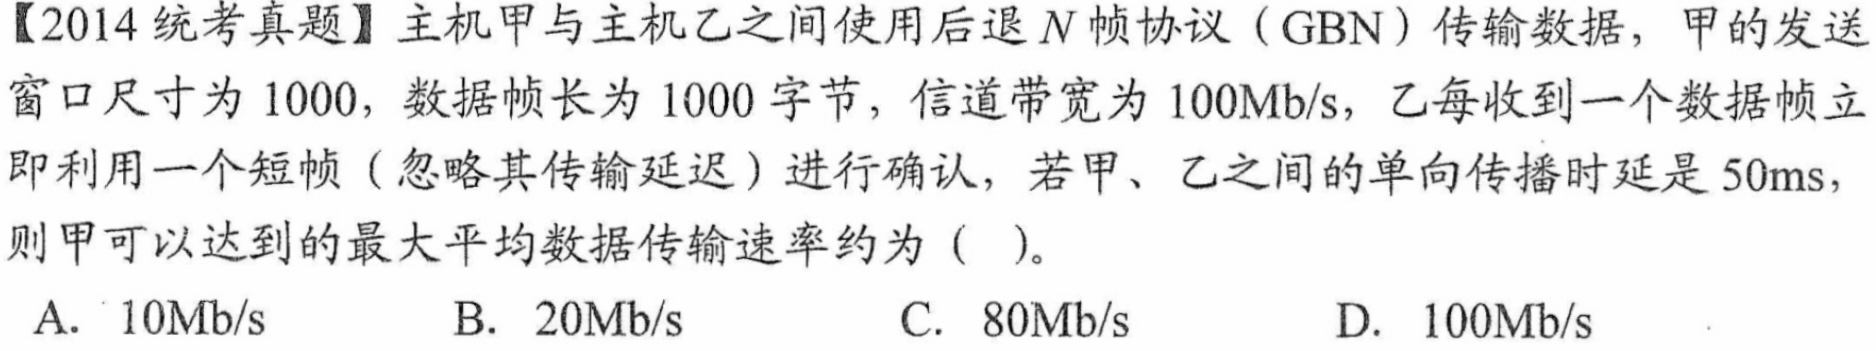 【2014 统考真题】主机甲与主机乙之间使用后退 N 帧协议（GBN）传输数据，甲的发送
窗口尺寸为 1000，数据帧长为 1000 字节，信道带宽为 100Mb/s，乙每收到一个数据帧立
即利用一个短帧（忽略其传输延迟）进行确认，若甲、乙之间的单向传播时延是 50ms，
则甲可以达到的最大平均数据传输速率约为（ ）。
A. 10Mb/s B. 20Mb/s C. 80Mb/s D. 100Mb/s